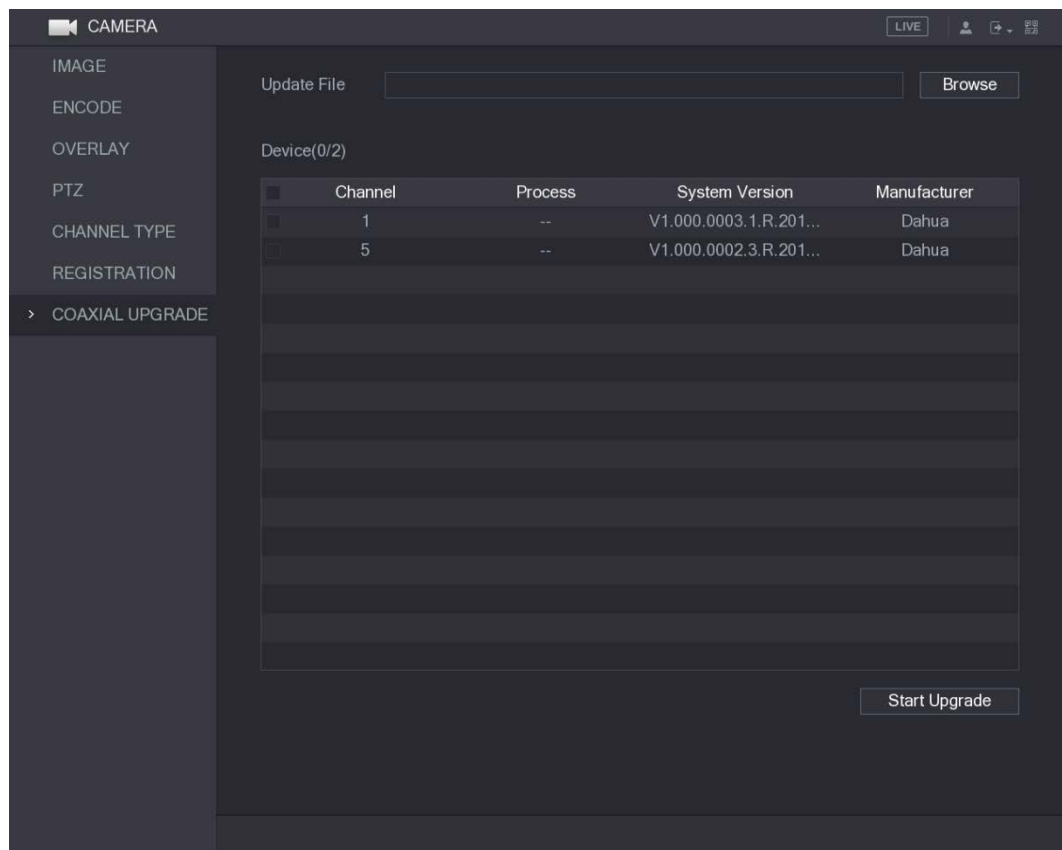 CAMERA
LIVE
IMAGE
ENCODE
OVERLAY
PTZ
CHANNEL TYPE
REGISTRATION
COAXIAL UPGRADE
Update File
Browse
Device(0/2)
Channel Process System Version Manufacturer
1 -- V1.000.0003.1.R.201... Dahua
5 -- V1.000.0002.3.R.201... Dahua
Start Upgrade